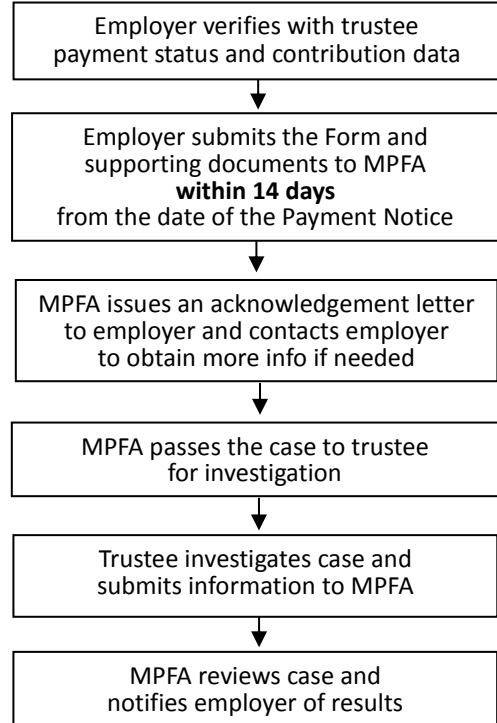 Employer verifies with trustee
payment status and contribution data
Employer submits the Form and
supporting documents to MPFA
within 14 days
from the date of the Payment Notice
MPFA issues an acknowledgement letter
to employer and contacts employer
to obtain more info if needed
MPFA passes the case to trustee
for investigation
Trustee investigates case and
submits information to MPFA
MPFA reviews case and
notifies employer of results